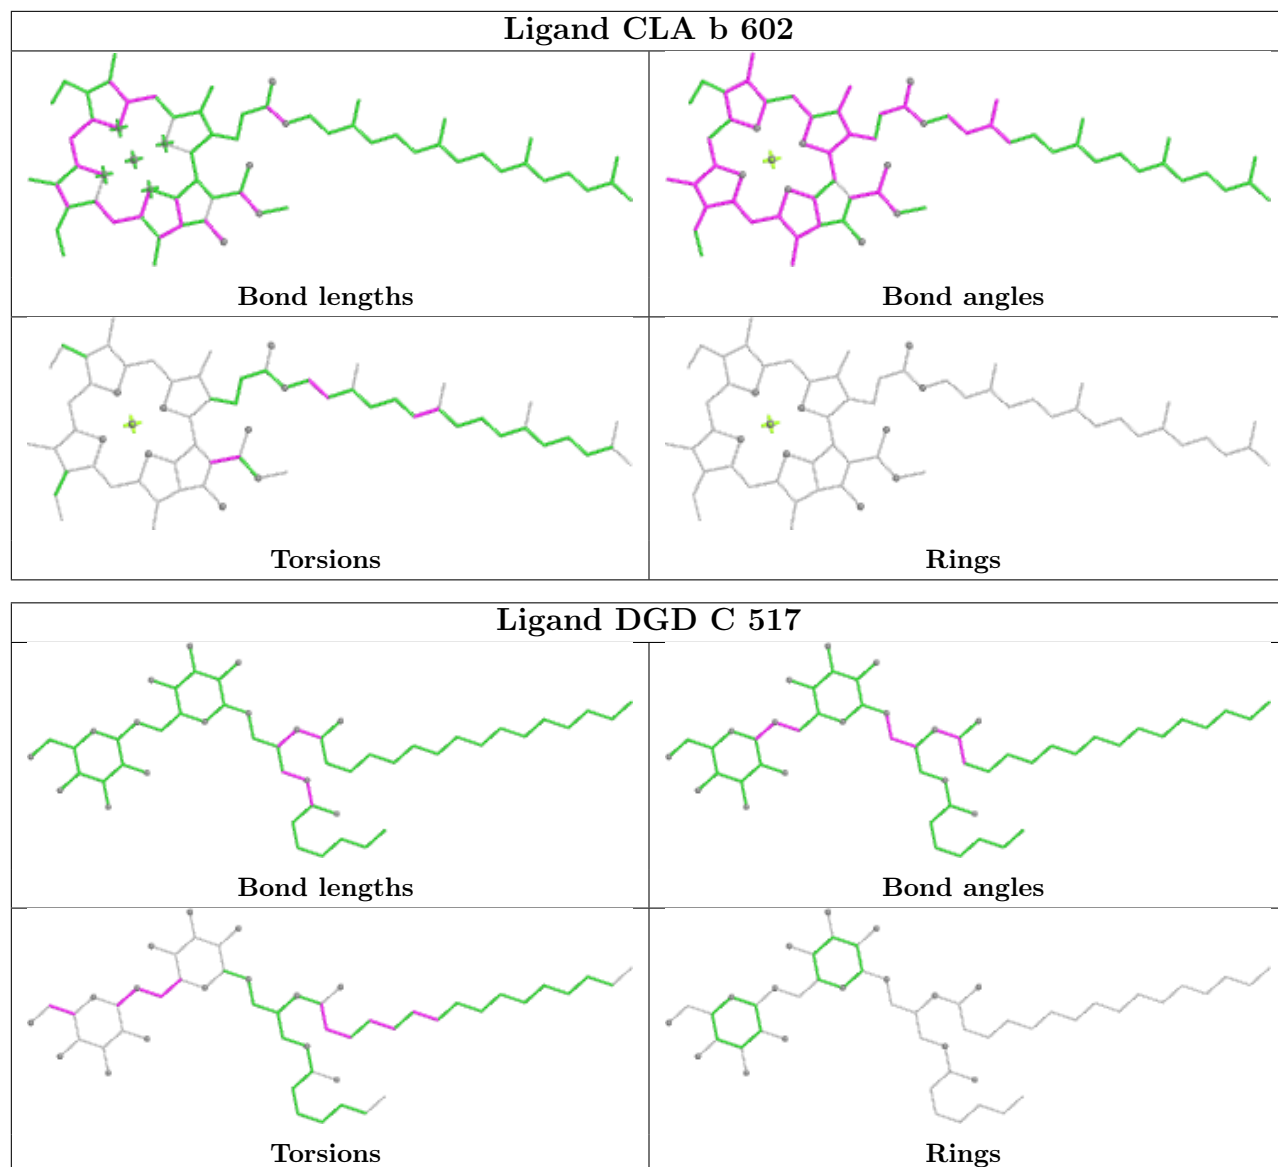 Ligand CLA b 602
Bond lengths
Bond angles
Torsions
Rings
Ligand DGD C 517
Bond lengths
Bond angles
Torsions
Rings